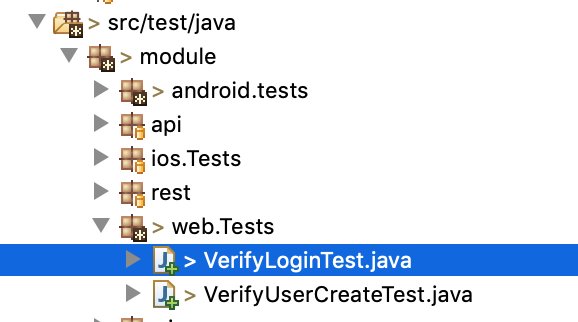 > src/test/java
module
> android.tests
api
ios.Tests
rest
> web.Tests
> VerifyLoginTest.java
> VerifyUserCreateTest.java